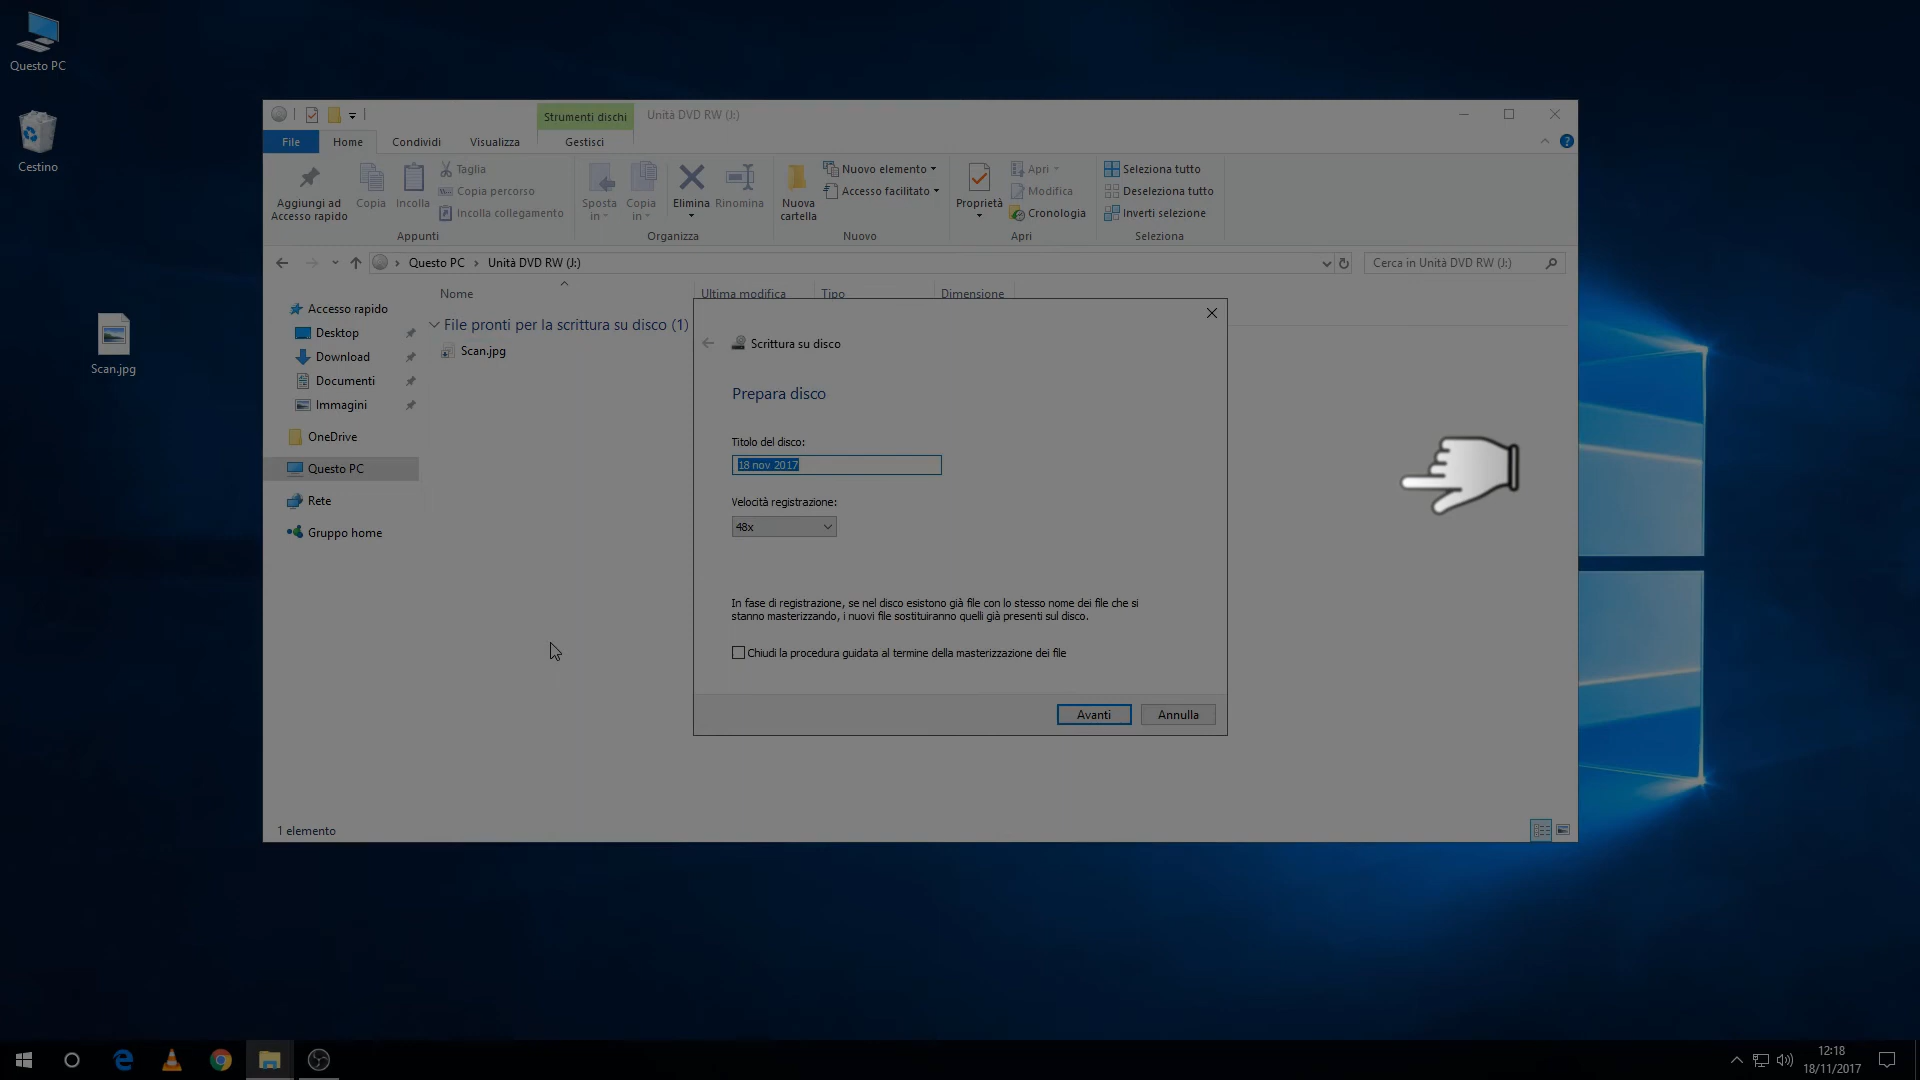 Questo PC
Cestino
Scan.jpg
Strumenti dischi
Unità DVD RW (J:)
File
Home
Condividi
Visualizza
Gestisci
Aggiungi ad
Accesso rapido
Copia
Incolla
Taglia
Copia percorso
Incolla collegamento
Appunti
Sposta
in
Copia
in
Elimina
Rinomina
Organizza
Nuova
cartella
Nuovo elemento
Accesso facilitato
Nuovo
Proprietà
Apri
Modifica
Cronologia
Apri
Seleziona tutto
Deseleziona tutto
Inverti selezione
Seleziona
Questo PC > Unità DVD RW (J:)
Cerca in Unità DVD RW (J:)
Accesso rapido
Desktop
Download
Documenti
Immagini
OneDrive
Questo PC
Rete
Gruppo home
Nome
Ultima modifica
Tipo
Dimensione
File pronti per la scrittura su disco (1)
Scan.jpg
Scrittura su disco
Prepara disco
Titolo del disco:
18 nov 2017
Velocità registrazione:
48x
In fase di registrazione, se nel disco esistono già file con lo stesso nome dei file che si
stanno masterizzando, i nuovi file sostituiranno quelli già presenti sul disco.
Chiudi la procedura guidata al termine della masterizzazione dei file
Avanti
Annulla
1 elemento
12:18
18/11/2017